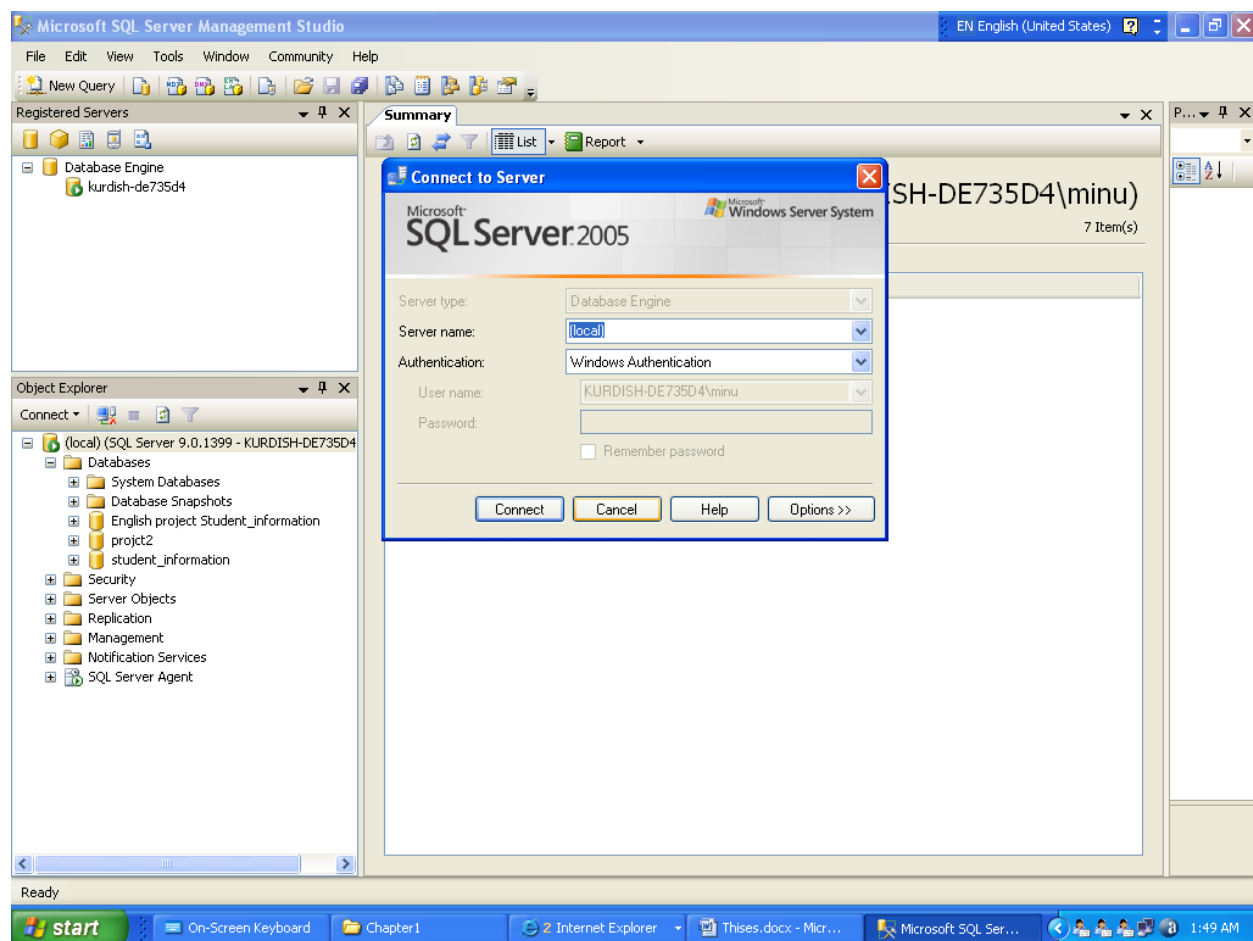 Microsoft SQL Server Management Studio
EN English (United States)
File Edit View Tools Window Community Help
New Query
Registered Servers
Summary
P...
List Report
Database Engine
kurdish-de735d4
Connect to Server
SH-DE735D4\minu)
7 Item(s)
Microsoft
SQL Server 2005
Microsoft
Windows Server System
Server type: Database Engine
Server name: (local)
Authentication: Windows Authentication
User name: KURDISH-DE735D4\minu
Password:
Remember password
Connect Cancel Help Options >>
Object Explorer
Connect
(local) (SQL Server 9.0.1399 - KURDISH-DE735D4
Databases
System Databases
Database Snapshots
English project Student_information
projct2
student_information
Security
Server Objects
Replication
Management
Notification Services
SQL Server Agent
Ready
start On-Screen Keyboard Chapter1 2 Internet Explorer Thises.docx - Micr... Microsoft SQL Ser... 1:49 AM